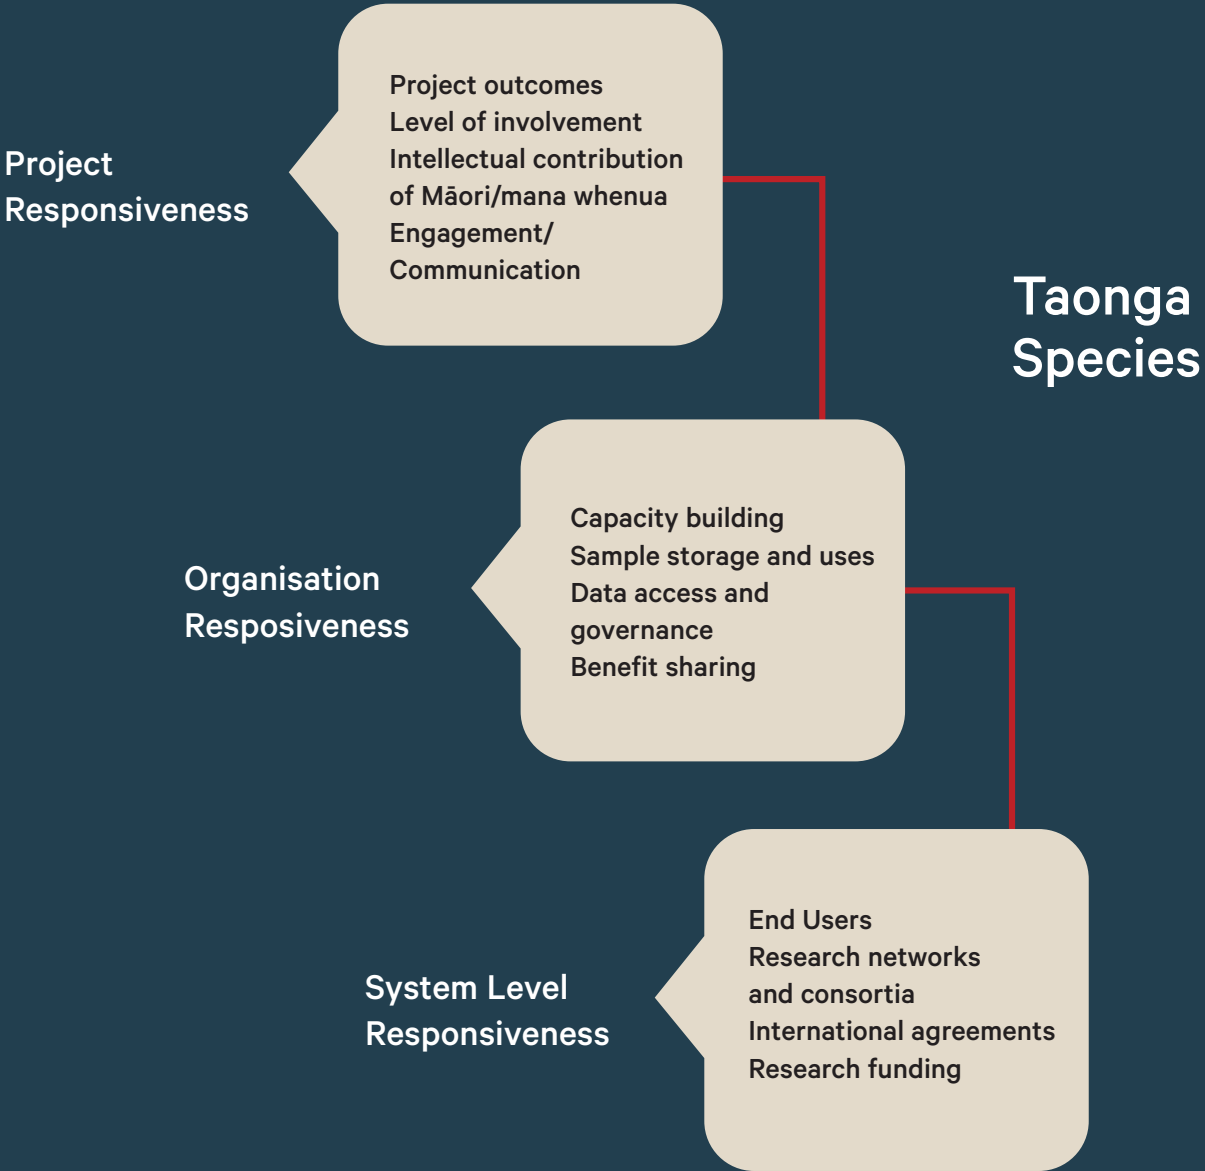 Project
Responsiveness
Project outcomes
Level of involvement
Intellectual contribution
of Māori/mana whenua
Engagement/
Communication
Taonga
Species
Organisation
Resposiveness
Capacity building
Sample storage and uses
Data access and
governance
Benefit sharing
System Level
Responsiveness
End Users
Research networks
and consortia
International agreements
Research funding